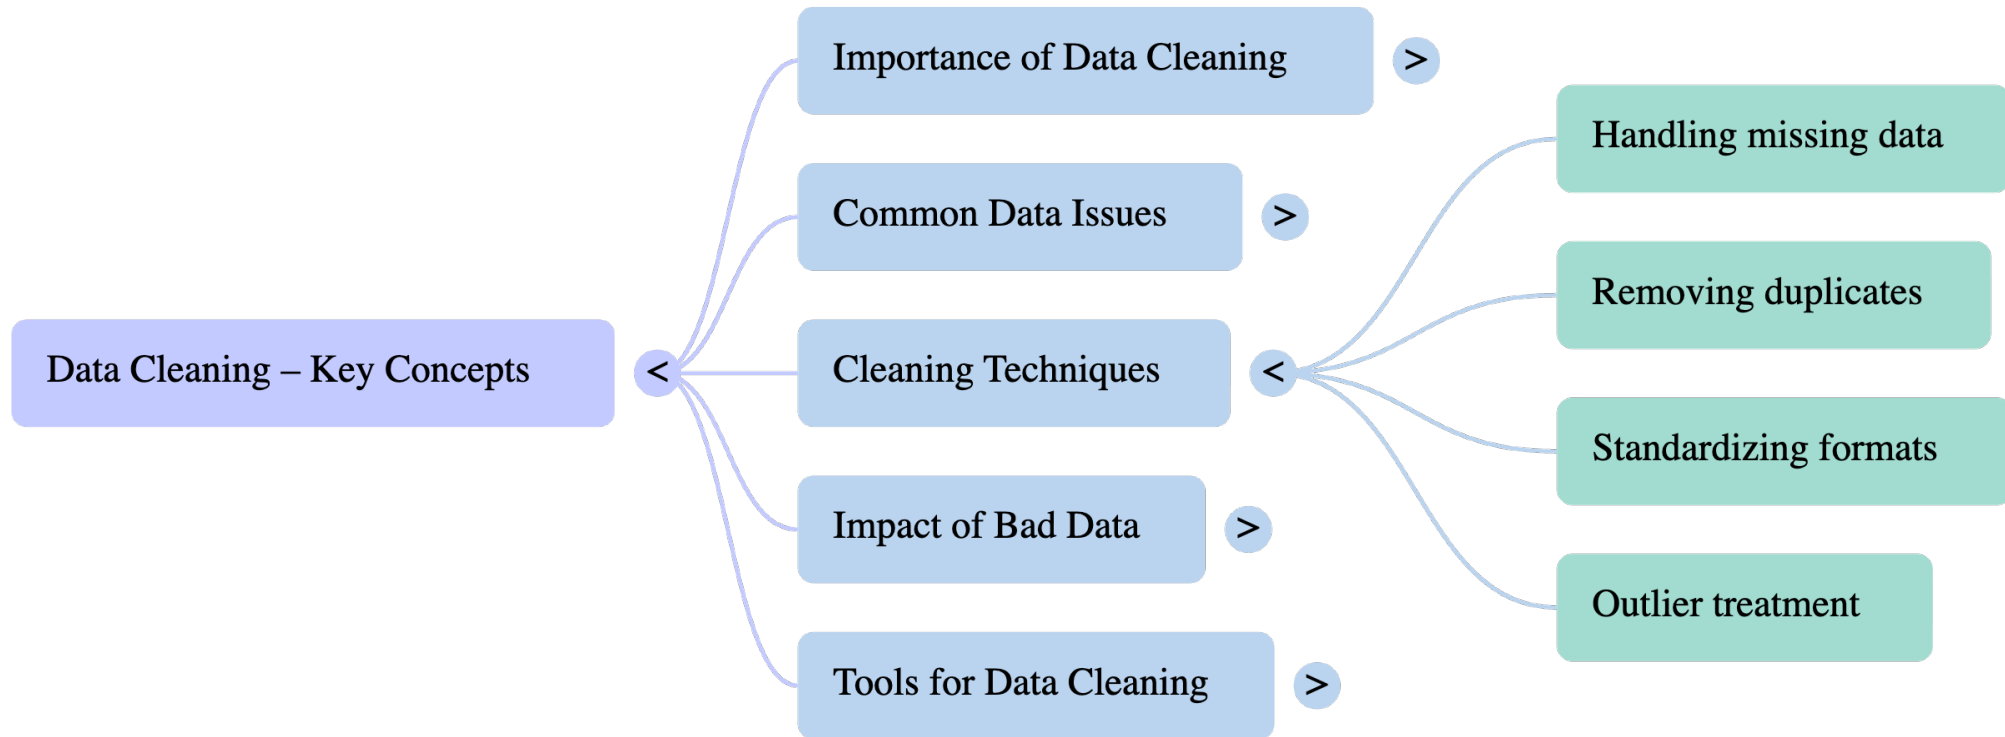 Data Cleaning – Key Concepts
<
Importance of Data Cleaning
>
Common Data Issues
>
Cleaning Techniques
<
Handling missing data
Removing duplicates
Standardizing formats
Outlier treatment
Impact of Bad Data
>
Tools for Data Cleaning
>